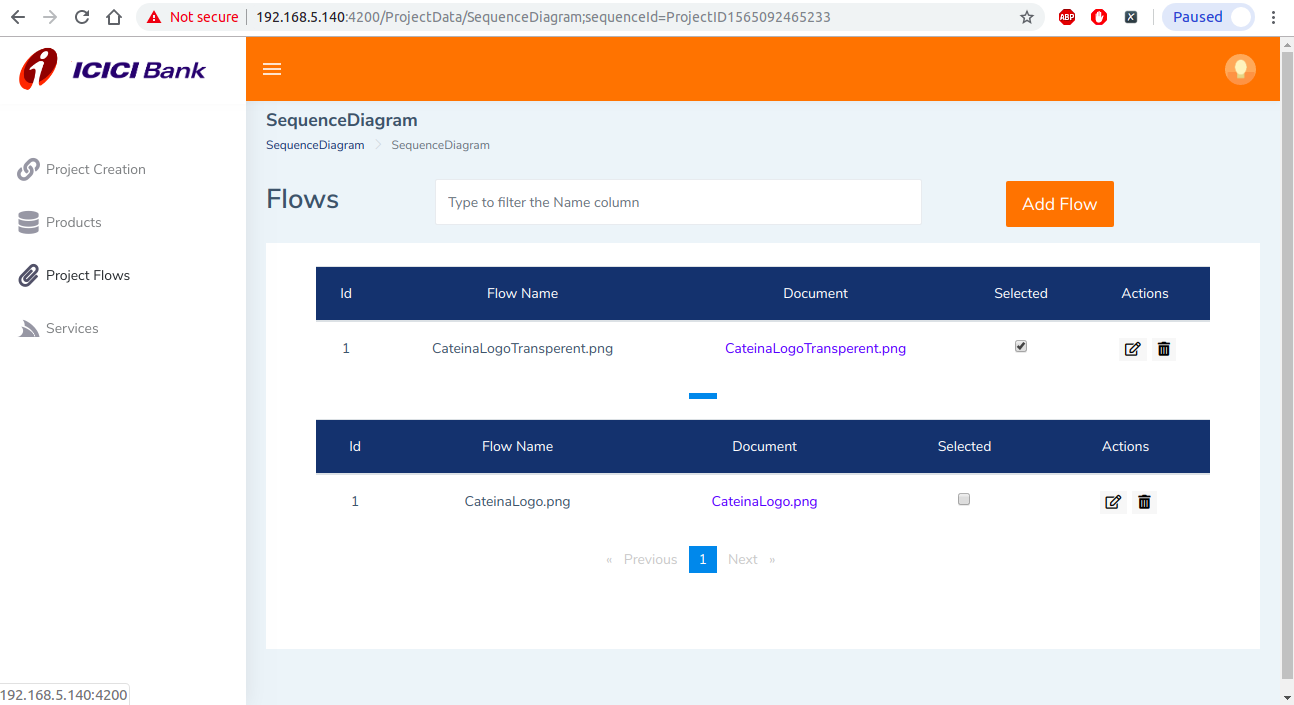 Not secure
192.168.5.140:4200/ProjectData/SequenceDiagram;sequenceId=ProjectID1565092465233
ABP
X
Paused
ICICI Bank
SequenceDiagram
SequenceDiagram
SequenceDiagram
Project Creation
Products
Project Flows
Services
Flows
Type to filter the Name column
Add Flow
Id Flow Name Document Selected Actions
1 CateinaLogoTransperent.png CateinaLogoTransperent.png
Id Flow Name Document Selected Actions
1 CateinaLogo.png CateinaLogo.png
« Previous 1 Next »
192.168.5.140:4200